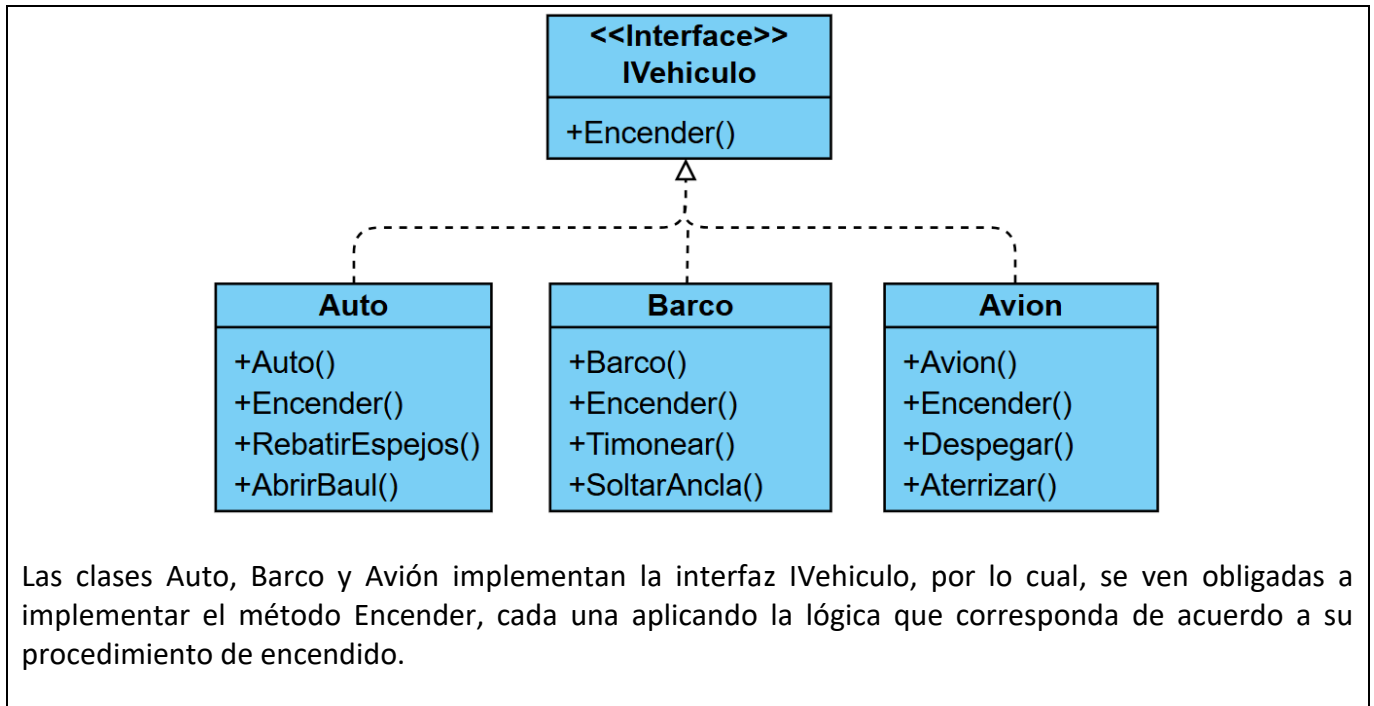 <<Interface>>
IVehiculo
+Encender()
Auto
+Auto()
+Encender()
+RebatirEspejos()
+AbrirBaul()
Barco
+Barco()
+Encender()
+Timonear()
+SoltarAncla()
Avion
+Avion()
+Encender()
+Despegar()
+Aterrizar()
Las clases Auto, Barco y Avión implementan la interfaz IVehiculo, por lo cual, se ven obligadas a
implementar el método Encender, cada una aplicando la lógica que corresponda de acuerdo a su
procedimiento de encendido.